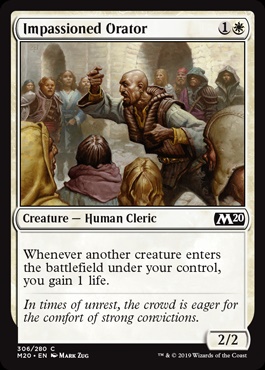 Impassioned Orator 1
Creature — Human Cleric M20
Whenever another creature enters
the battlefield under your control,
you gain 1 life.
In times of unrest, the crowd is eager for
the comfort of strong convictions.
2/2
306/280 C
M20 • EN Mark Zug ™ & © 2019 Wizards of the Coast